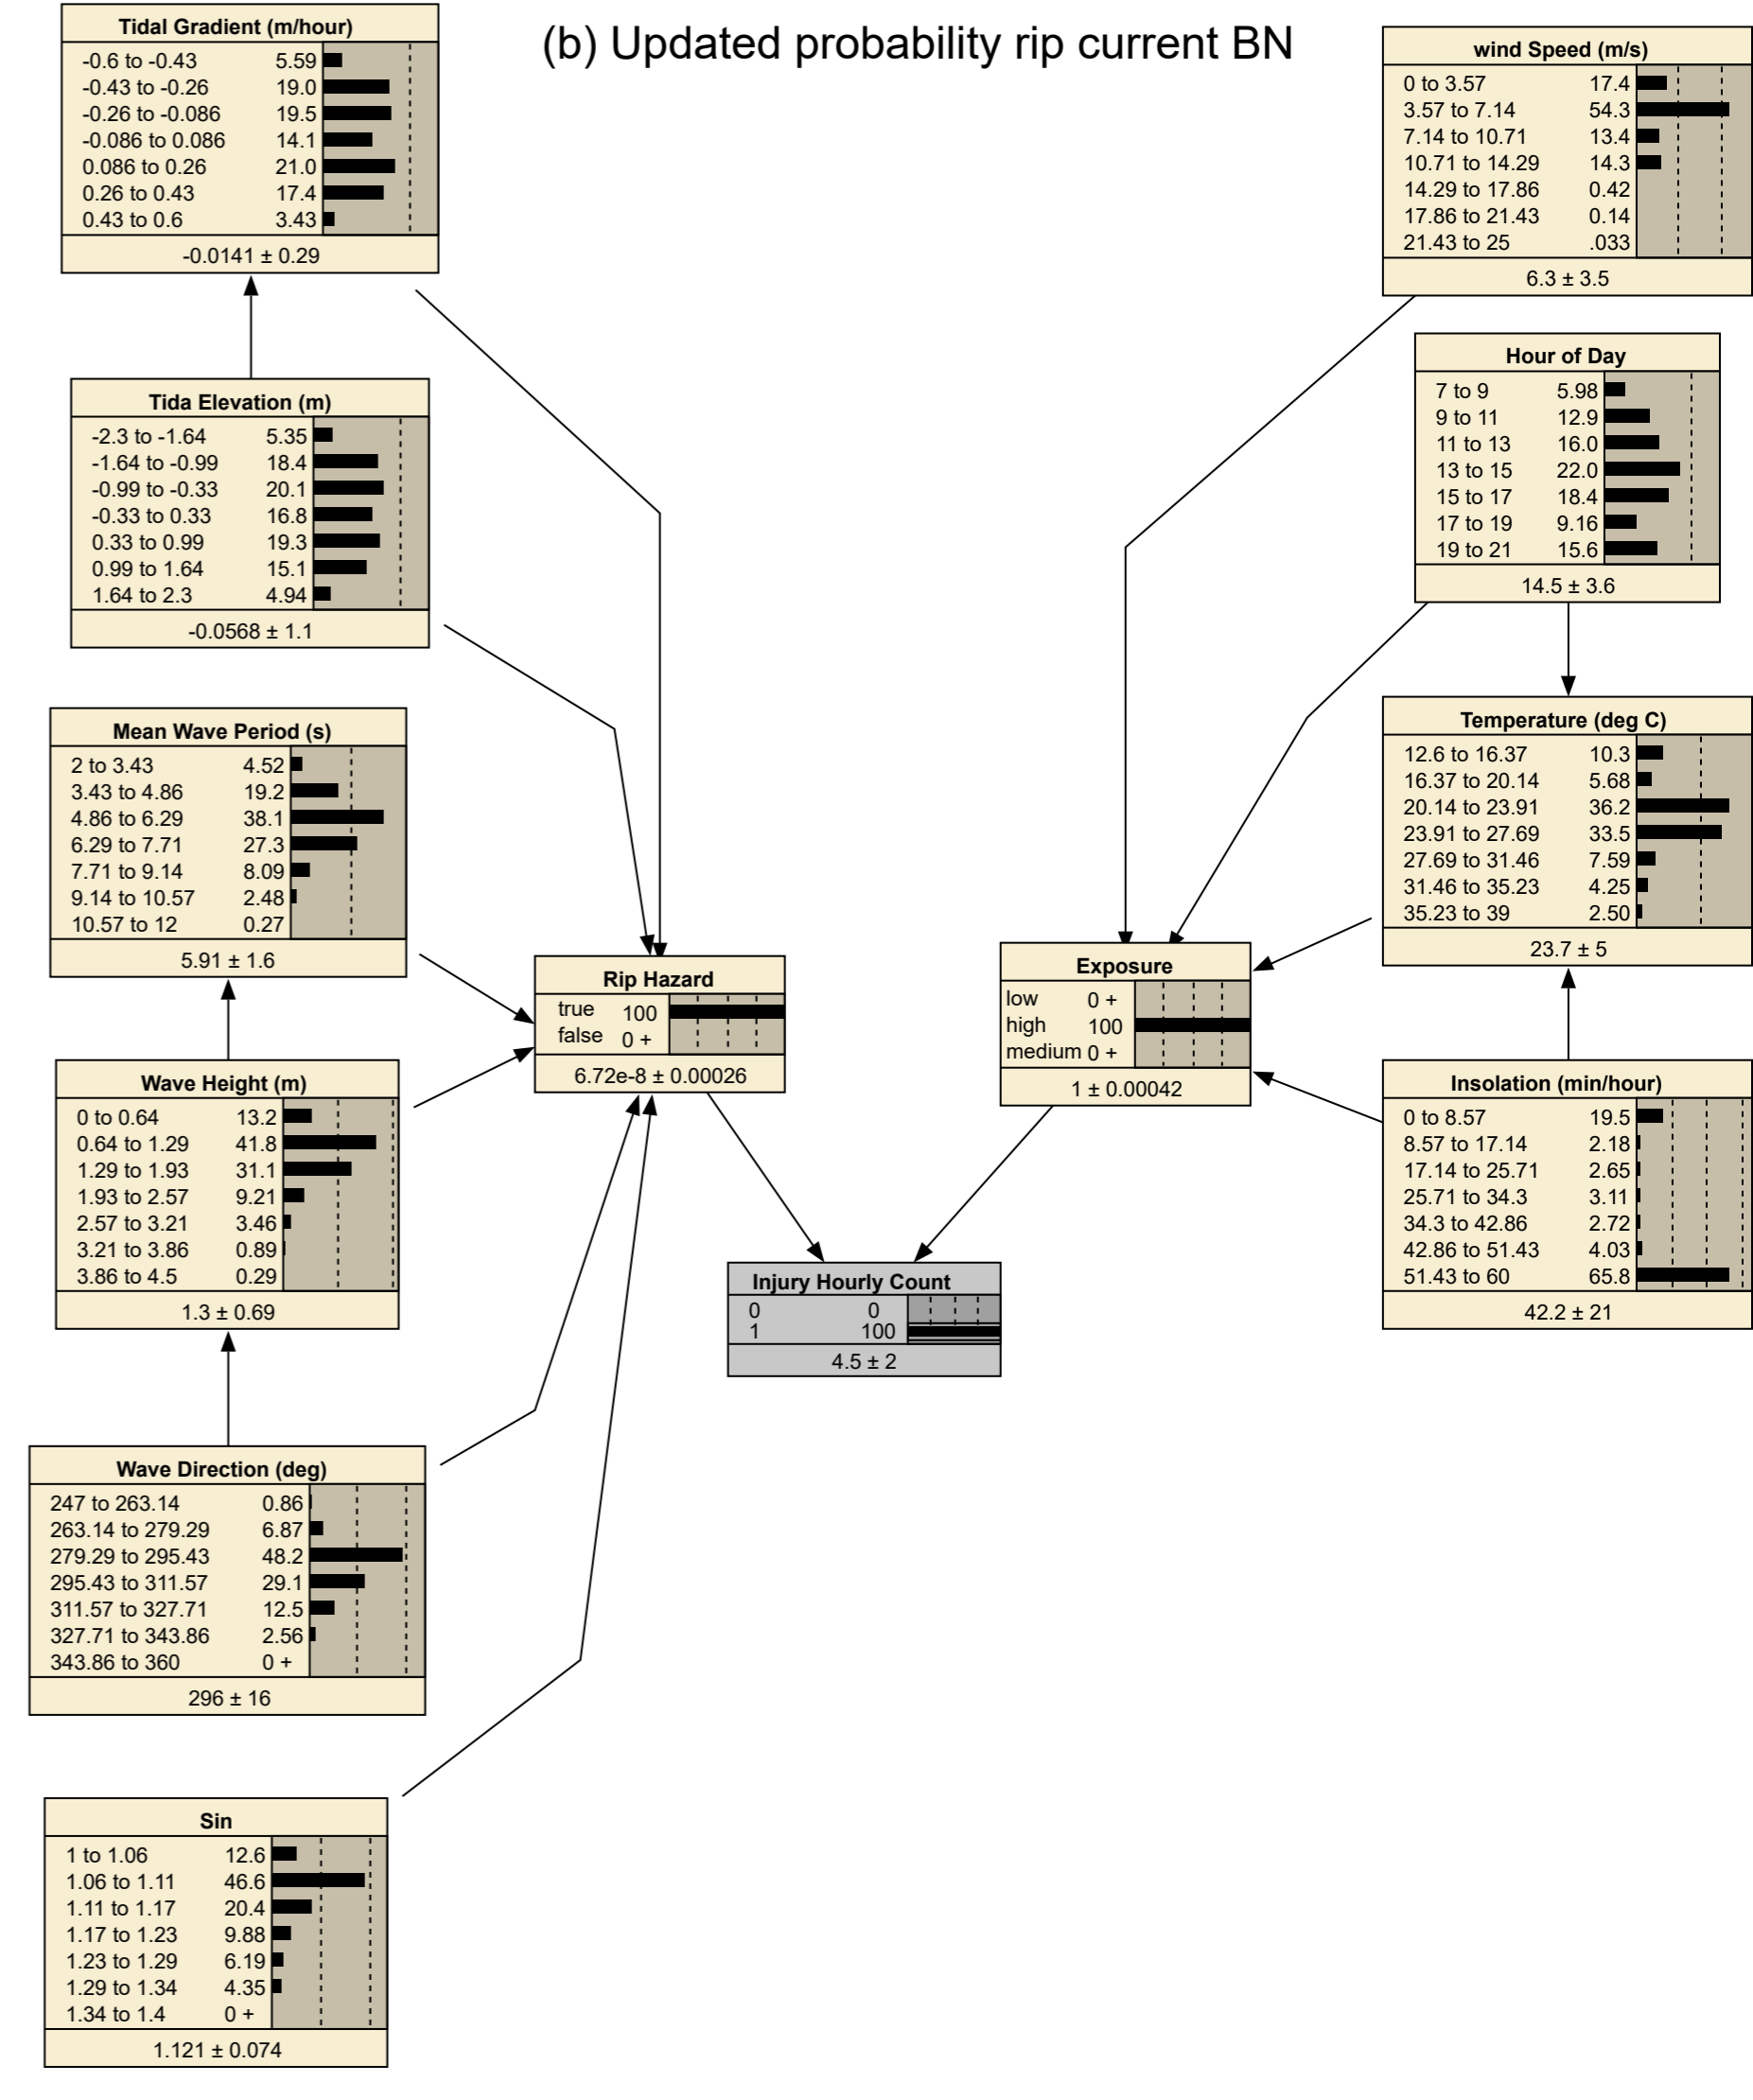 (b) Updated probability rip current BN
Tidal Gradient (m/hour)
-0.6 to -0.43 5.59
-0.43 to -0.26 19.0
-0.26 to -0.086 19.5
-0.086 to 0.086 14.1
0.086 to 0.26 21.0
0.26 to 0.43 17.4
0.43 to 0.6 3.43
-0.0141 ± 0.29
Tida Elevation (m)
-2.3 to -1.64 5.35
-1.64 to -0.99 18.4
-0.99 to -0.33 20.1
-0.33 to 0.33 16.8
0.33 to 0.99 19.3
0.99 to 1.64 15.1
1.64 to 2.3 4.94
-0.0568 ± 1.1
Mean Wave Period (s)
2 to 3.43 4.52
3.43 to 4.86 19.2
4.86 to 6.29 38.1
6.29 to 7.71 27.3
7.71 to 9.14 8.09
9.14 to 10.57 2.48
10.57 to 12 0.27
5.91 ± 1.6
Wave Height (m)
0 to 0.64 13.2
0.64 to 1.29 41.8
1.29 to 1.93 31.1
1.93 to 2.57 9.21
2.57 to 3.21 3.46
3.21 to 3.86 0.89
3.86 to 4.5 0.29
1.3 ± 0.69
Wave Direction (deg)
247 to 263.14 0.86
263.14 to 279.29 6.87
279.29 to 295.43 48.2
295.43 to 311.57 29.1
311.57 to 327.71 12.5
327.71 to 343.86 2.56
343.86 to 360 0 +
296 ± 16
Sin
1 to 1.06 12.6
1.06 to 1.11 46.6
1.11 to 1.17 20.4
1.17 to 1.23 9.88
1.23 to 1.29 6.19
1.29 to 1.34 4.35
1.34 to 1.4 0 +
1.121 ± 0.074
Rip Hazard
true 100
false 0 +
6.72e-8 ± 0.00026
Injury Hourly Count
0 0
1 100
4.5 ± 2
Exposure
low 0 +
high 100
medium 0 +
1 ± 0.00042
wind Speed (m/s)
0 to 3.57 17.4
3.57 to 7.14 54.3
7.14 to 10.71 13.4
10.71 to 14.29 14.3
14.29 to 17.86 0.42
17.86 to 21.43 0.14
21.43 to 25 .033
6.3 ± 3.5
Hour of Day
7 to 9 5.98
9 to 11 12.9
11 to 13 16.0
13 to 15 22.0
15 to 17 18.4
17 to 19 9.16
19 to 21 15.6
14.5 ± 3.6
Temperature (deg C)
12.6 to 16.37 10.3
16.37 to 20.14 5.68
20.14 to 23.91 36.2
23.91 to 27.69 33.5
27.69 to 31.46 7.59
31.46 to 35.23 4.25
35.23 to 39 2.50
23.7 ± 5
Insolation (min/hour)
0 to 8.57 19.5
8.57 to 17.14 2.18
17.14 to 25.71 2.65
25.71 to 34.3 3.11
34.3 to 42.86 2.72
42.86 to 51.43 4.03
51.43 to 60 65.8
42.2 ± 21